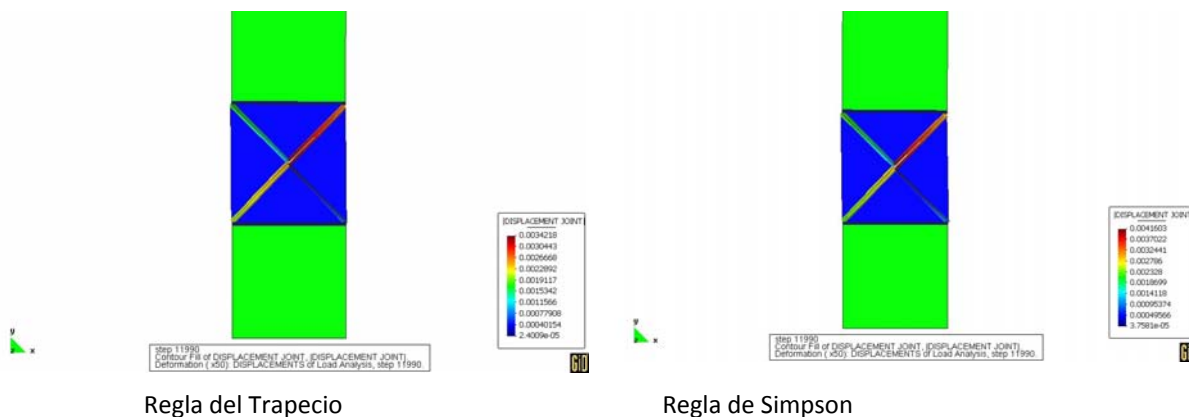 |DISPLACEMENT JOINT|
0.0034218
0.0030443
0.0026668
0.0022892
0.0019117
0.0015342
0.0011566
0.00077908
0.00040154
2.4009e-05
y
z x
step 11990
Contour Fill of DISPLACEMENT JOINT, |DISPLACEMENT JOINT|.
Deformation ( x50): DISPLACEMENTS of Load Analysis, step 11990.
GiD
Regla del Trapecio
|DISPLACEMENT JOINT|
0.0041603
0.0037022
0.0032441
0.002786
0.002328
0.0018699
0.0014118
0.00095374
0.00049566
3.7581e-05
y
z x
step 11990
Contour Fill of DISPLACEMENT JOINT, |DISPLACEMENT JOINT|.
Deformation ( x50): DISPLACEMENTS of Load Analysis, step 11990.
Regla de Simpson